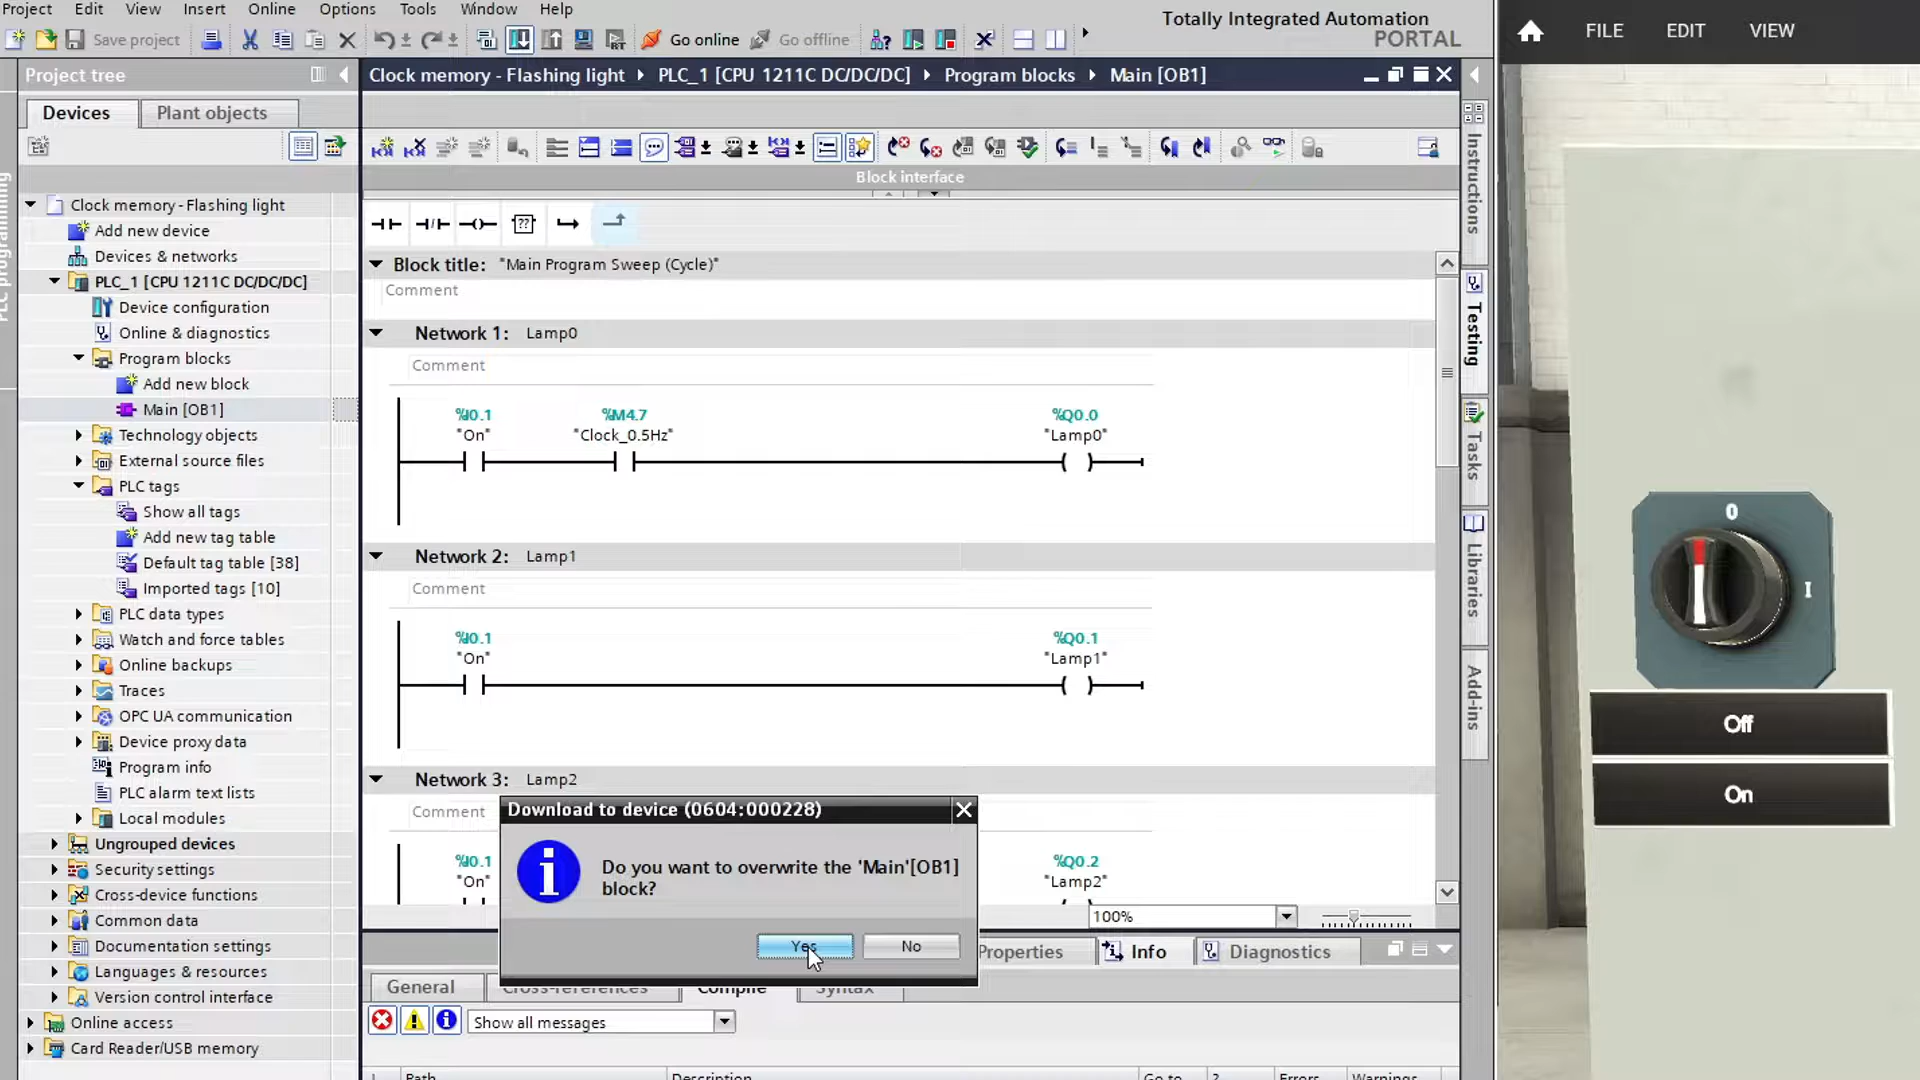 Project Edit View Insert Online Options Tools Window Help
Totally Integrated Automation
PORTAL
Save project Go online Go offline
FILE EDIT VIEW
Project tree
Clock memory - Flashing light PLC_1 [CPU 1211C DC/DC/DC] Program blocks Main [OB1]
Devices Plant objects
Block interface
Clock memory - Flashing light
Add new device
Devices & networks
PLC_1 [CPU 1211C DC/DC/DC]
Device configuration
Online & diagnostics
Program blocks
Add new block
Main [OB1]
Technology objects
External source files
PLC tags
Show all tags
Add new tag table
Default tag table [38]
Imported tags [10]
PLC data types
Watch and force tables
Online backups
Traces
OPC UA communication
Device proxy data
Program info
PLC alarm text lists
Local modules
Ungrouped devices
Security settings
Cross-device functions
Common data
Documentation settings
Languages & resources
Version control interface
Online access
Card Reader/USB memory
PLC programming
??
Block title: "Main Program Sweep (Cycle)"
Comment
Network 1: Lamp0
Comment
%I0.1 %M4.7 %Q0.0
"On" "Clock_0.5Hz" "Lamp0"
Network 2: Lamp1
Comment
%I0.1 %Q0.1
"On" "Lamp1"
Network 3: Lamp2
Comment
%I0.1 %Q0.2
"On" "Lamp2"
Download to device (0604:000228)
Do you want to overwrite the 'Main'[OB1]
block?
Yes No
100%
Properties Info Diagnostics
General Cross-references Compile Syntax
Show all messages
Path Description Go to ? Errors Warnings
Instructions
Testing
Tasks
Libraries
Add-ins
0
I
Off
On